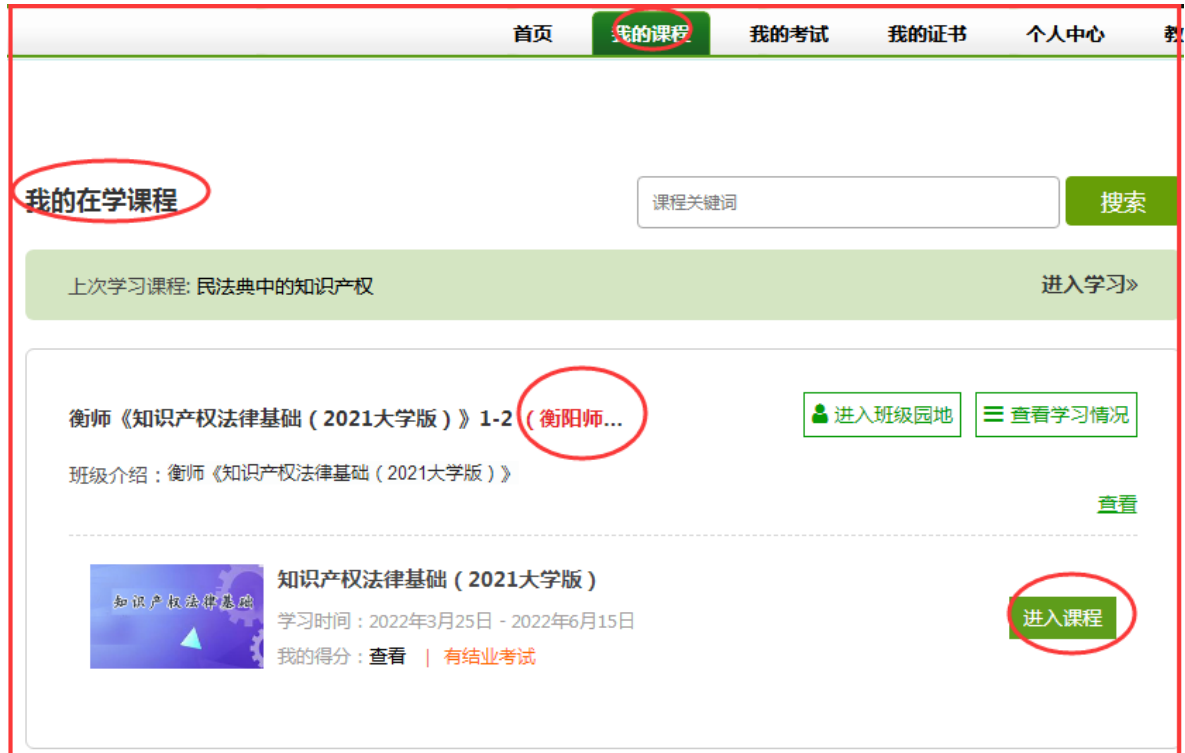 首页 我的课程 我的考试 我的证书 个人中心
我的在学课程
课程关键词 搜索
上次学习课程: 民法典中的知识产权 进入学习»
衡师《知识产权法律基础（2021大学版）》1-2（衡阳师... 进入班级园地 查看学习情况
班级介绍：衡师《知识产权法律基础（2021大学版）》
查看
知识产权法律基础
知识产权法律基础（2021大学版）
学习时间：2022年3月25日 - 2022年6月15日
进入课程
我的得分：查看 | 有结业考试